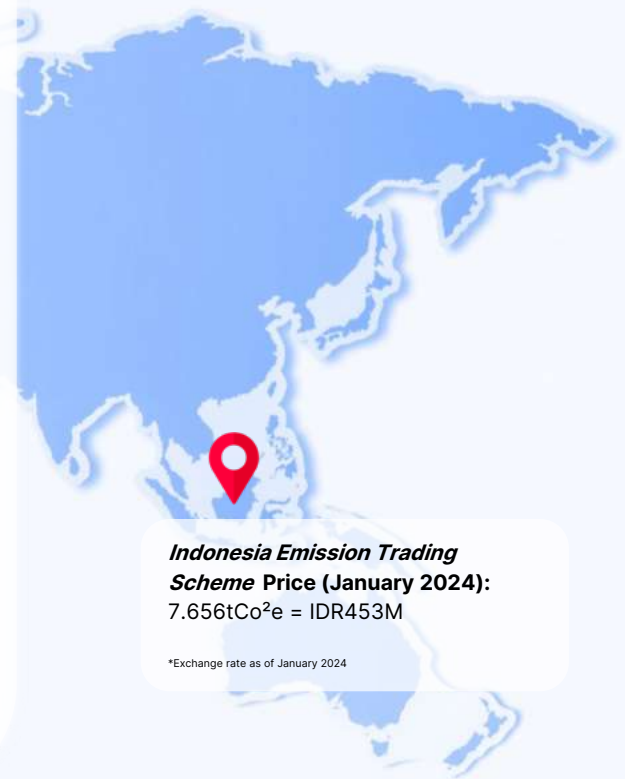 Indonesia Emission Trading
Scheme Price (January 2024):
7.656tCo²e = IDR453M
*Exchange rate as of January 2024